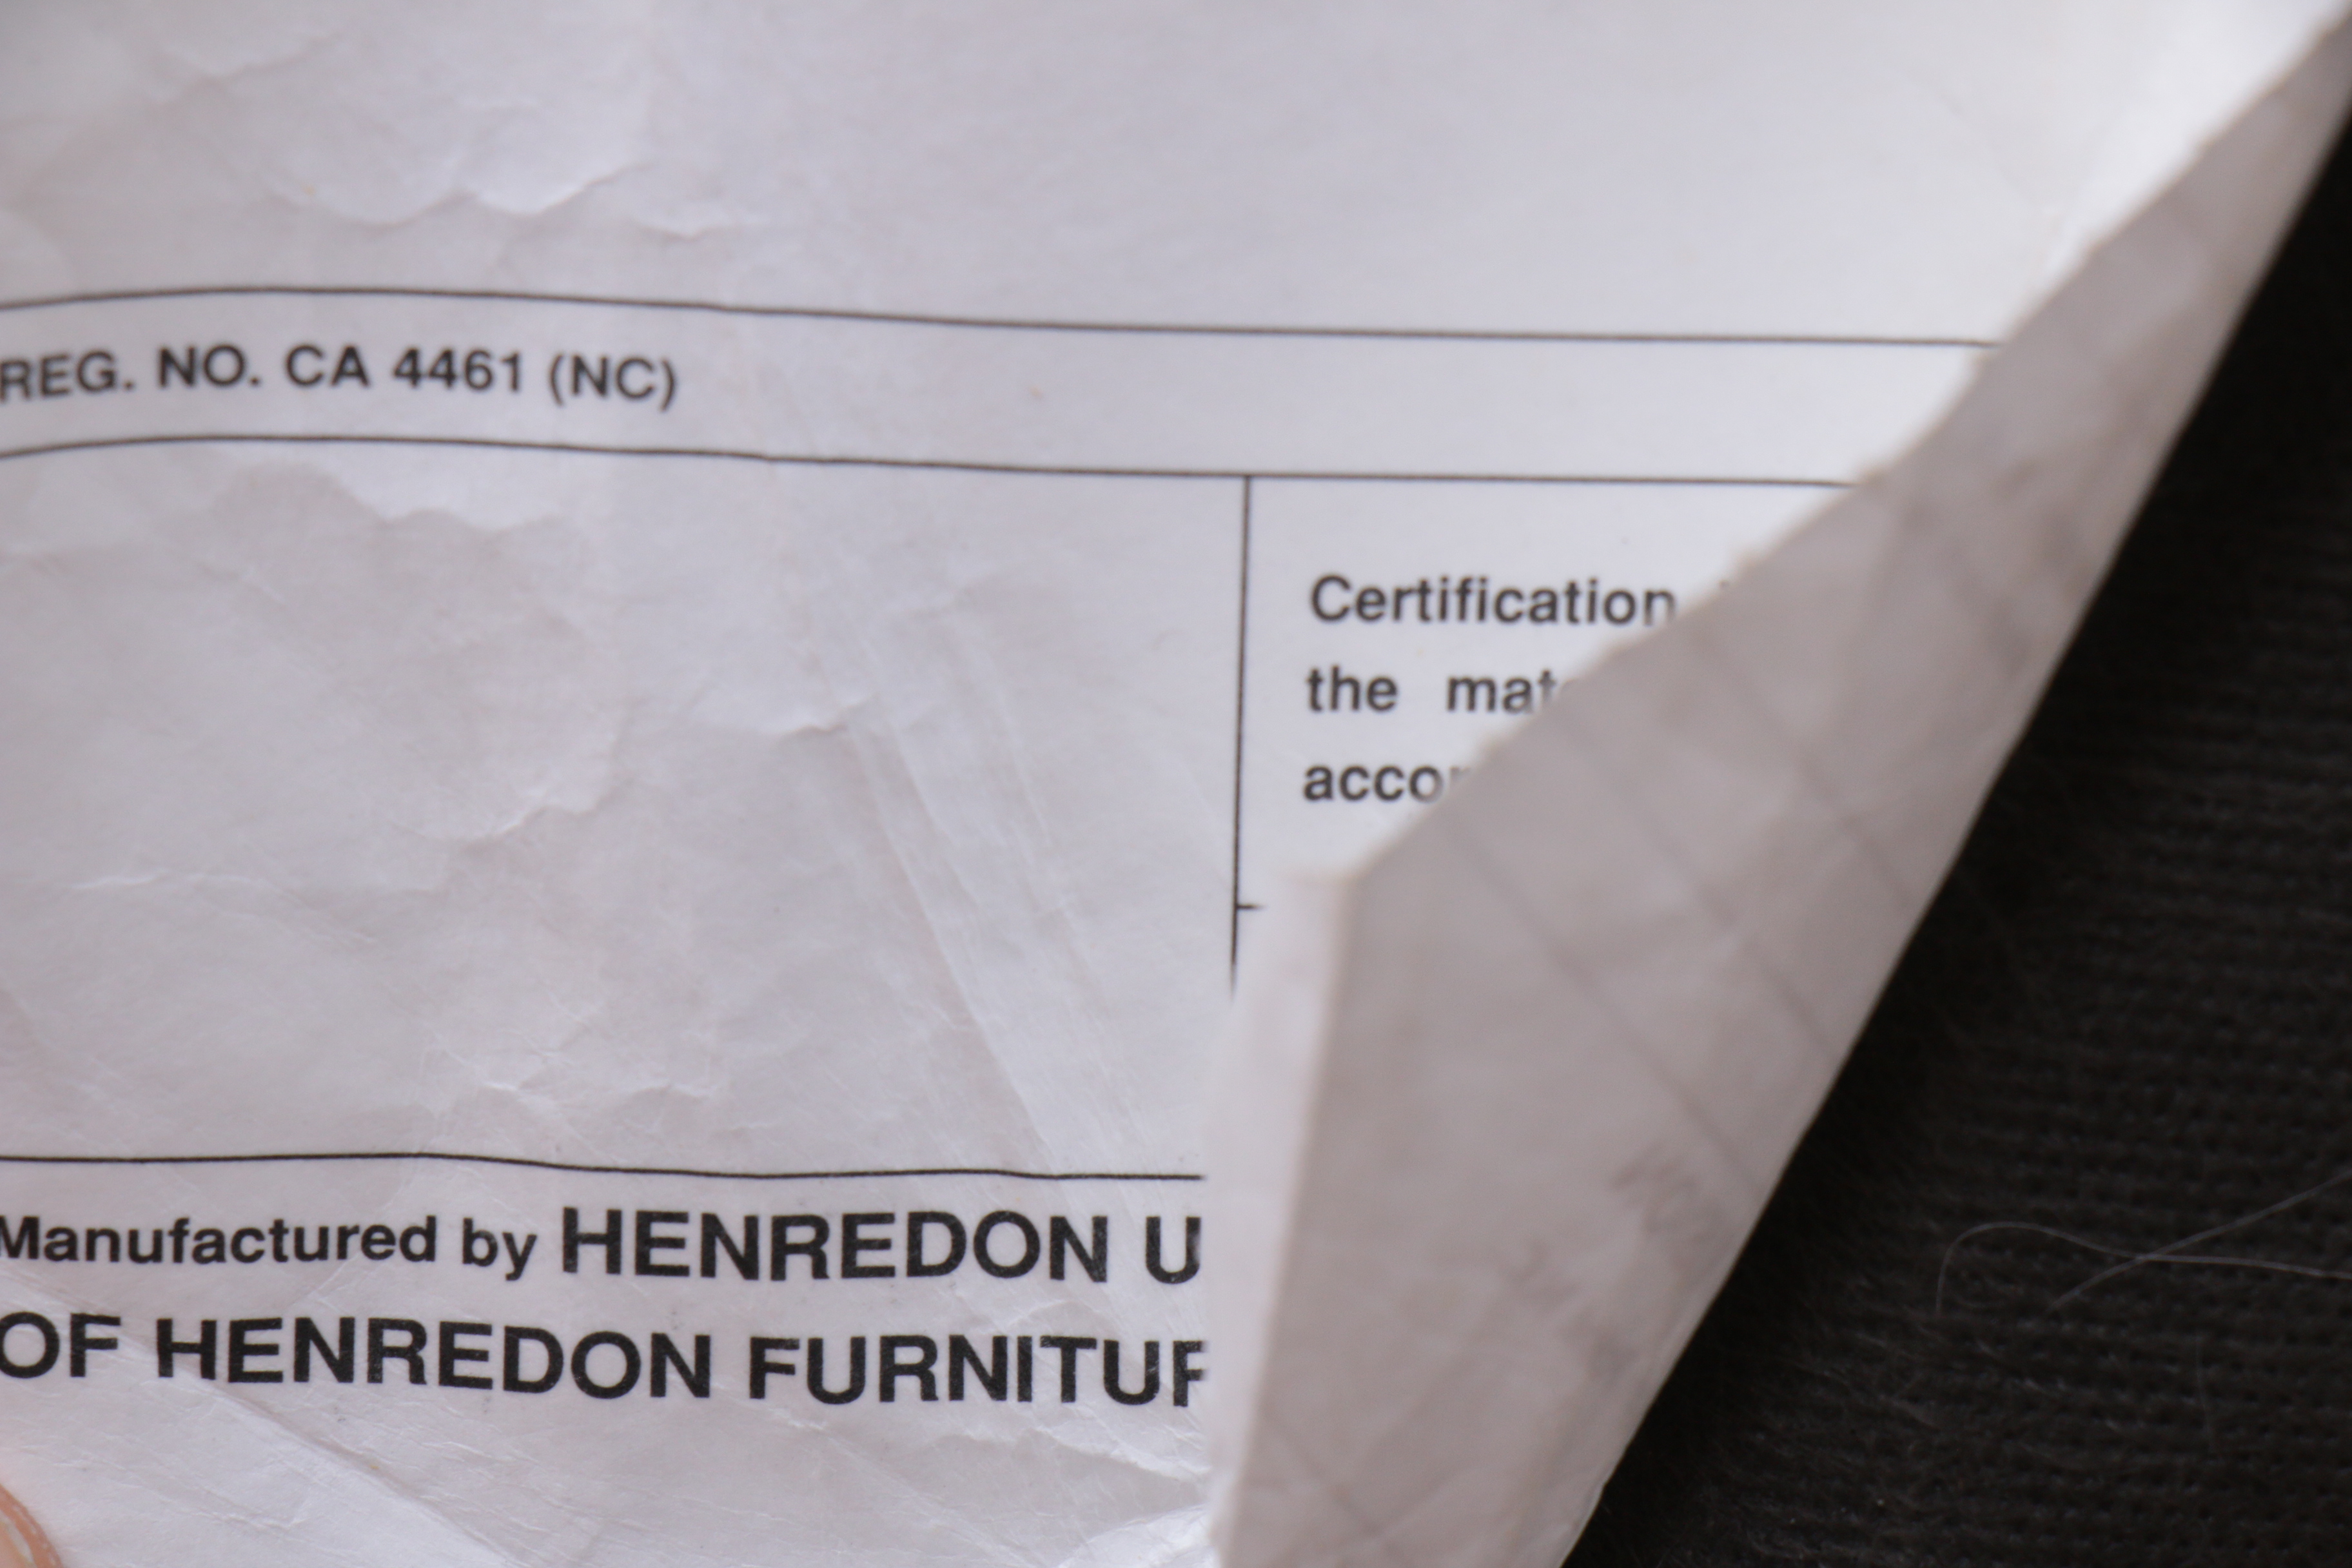 REG. NO. CA 4461 (NC)
Certification
the
Manufactured by HENREDON
OF HENREDON